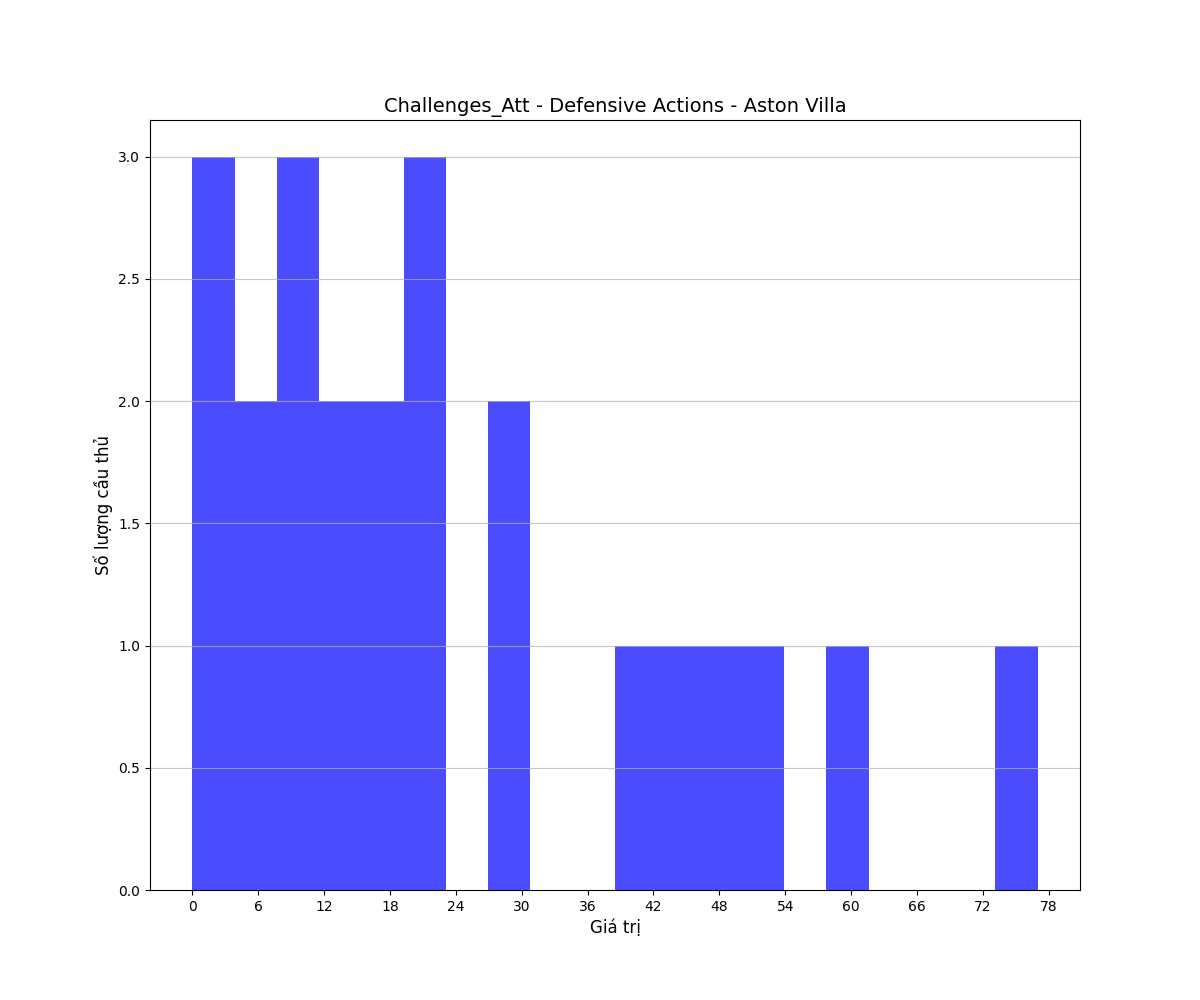 Challenges_Att - Defensive Actions - Aston Villa
3.0
2.5
2.0
1.5
1.0
0.5
0.0
Số lượng cầu thủ
0 6 12 18 24 30 36 42 48 54 60 66 72 78
Giá trị